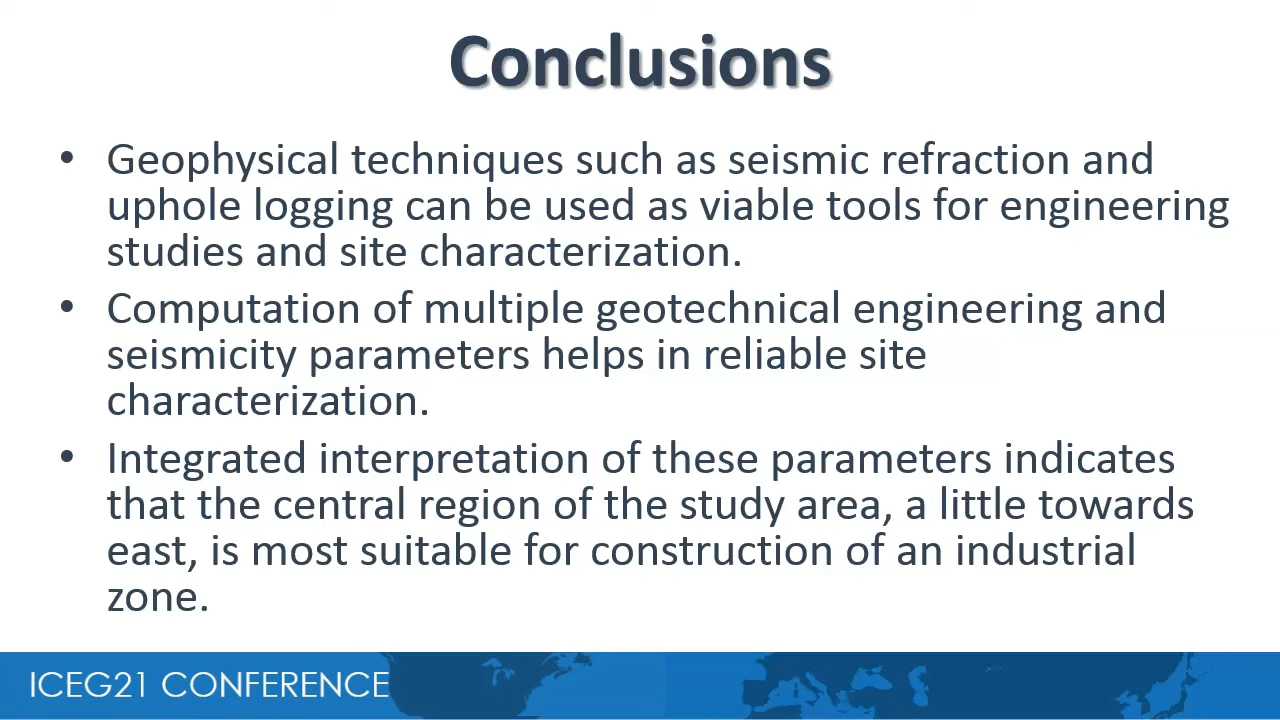 Conclusions
• Geophysical techniques such as seismic refraction and
uphole logging can be used as viable tools for engineering
studies and site characterization.
• Computation of multiple geotechnical engineering and
seismicity parameters helps in reliable site
characterization.
• Integrated interpretation of these parameters indicates
that the central region of the study area, a little towards
east, is most suitable for construction of an industrial
zone.
ICEG21 CONFERENCE